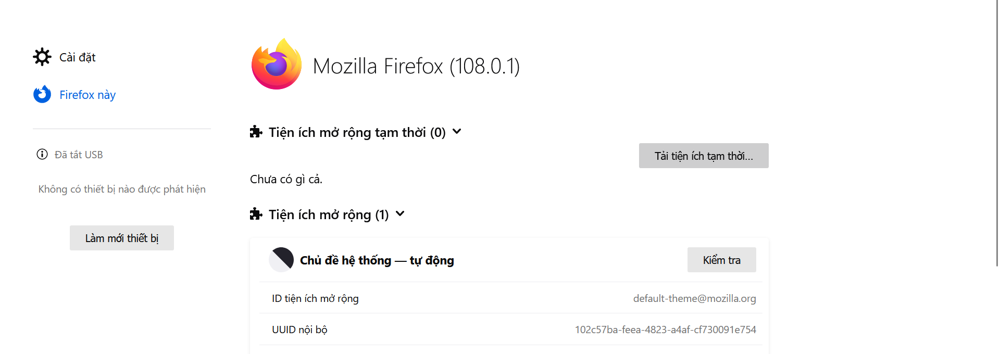 Cài đặt
Firefox này
Đã tắt USB
Không có thiết bị nào được phát hiện
Làm mới thiết bị
Mozilla Firefox (108.0.1)
Tiện ích mở rộng tạm thời (0)
Tải tiện ích tạm thời...
Chưa có gì cả.
Tiện ích mở rộng (1)
Chủ đề hệ thống — tự động
Kiểm tra
ID tiện ích mở rộng default-theme@mozilla.org
UUID nội bộ 102c57ba-feea-4823-a4af-cf730091e754